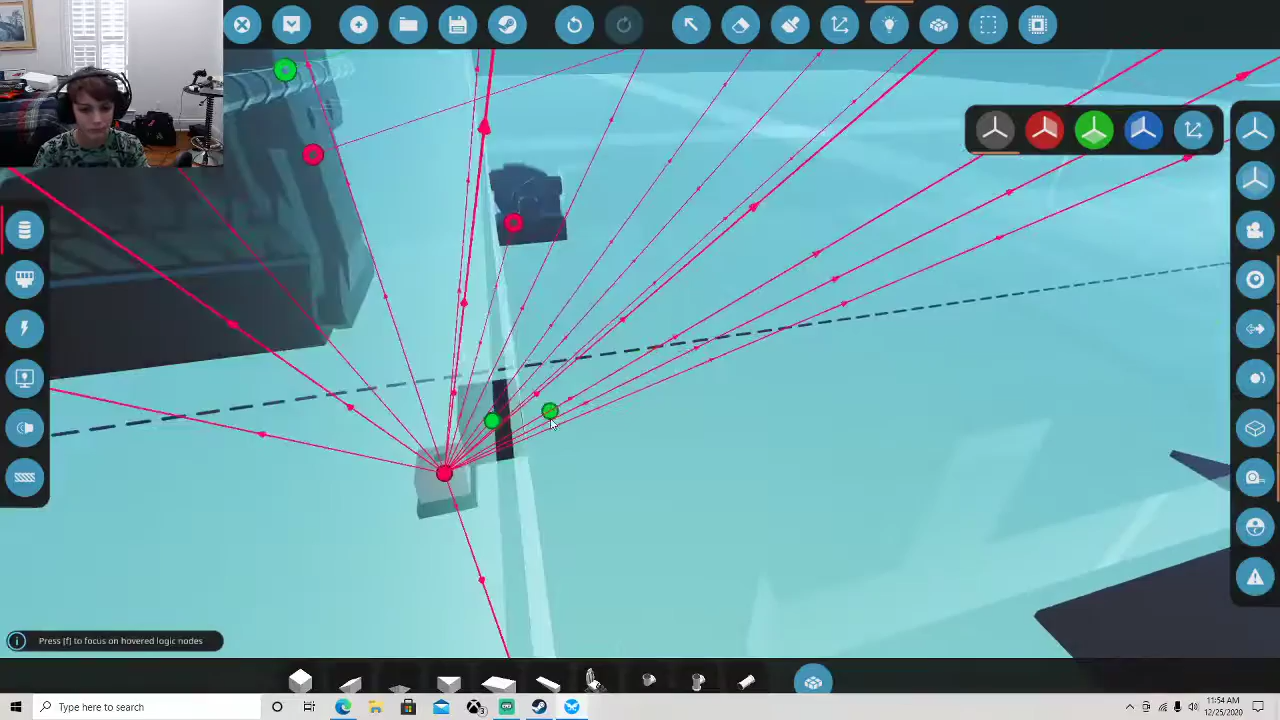 Press [f] to focus on hovered logic nodes
Type here to search
11:54 AM
12/25/2020